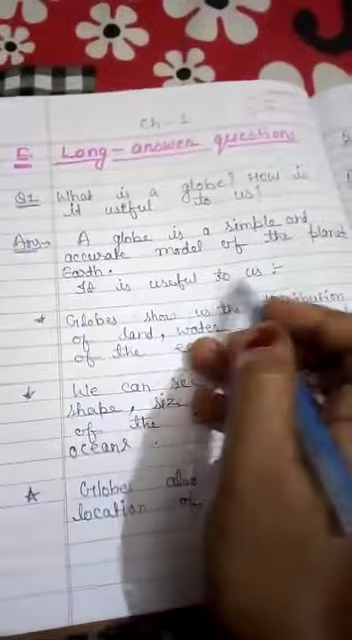 Ch - 1
E. Long - answer questions
Q1 What is a globe? How is
it useful to us?
Ans→ A globe is a simple and
accurate model of the planet
Earth.
It is useful to us :-
* Globes show us the
of land, water
of the
* We can see
shape, size
of the
oceans.
* Globes also
location of